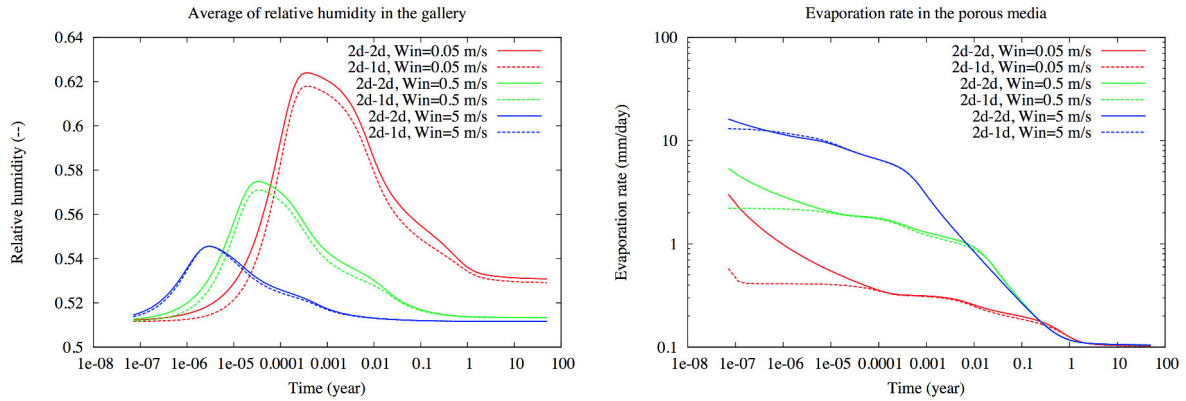 Average of relative humidity in the gallery
0.64
0.62
0.6
0.58
0.56
0.54
0.52
0.5
Relative humidity (--)
2d-2d, Win=0.05 m/s
2d-1d, Win=0.05 m/s
2d-2d, Win=0.5 m/s
2d-1d, Win=0.5 m/s
2d-2d, Win=5 m/s
2d-1d, Win=5 m/s
1e-08 1e-07 1e-06 1e-05 0.0001 0.001 0.01 0.1 1 10 100
Time (year)
Evaporation rate in the porous media
100
10
1
0.1
Evaporation rate (mm/day)
2d-2d, Win=0.05 m/s
2d-1d, Win=0.05 m/s
2d-2d, Win=0.5 m/s
2d-1d, Win=0.5 m/s
2d-2d, Win=5 m/s
2d-1d, Win=5 m/s
1e-08 1e-07 1e-06 1e-05 0.0001 0.001 0.01 0.1 1 10 100
Time (year)